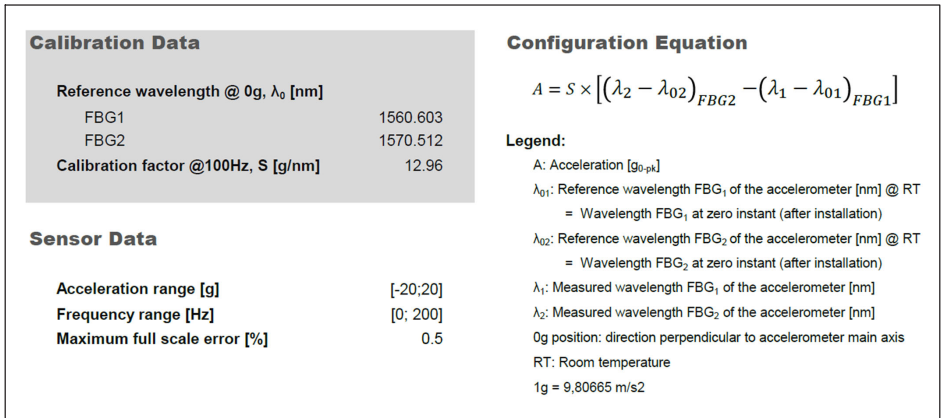 Calibration Data
Reference wavelength @ 0g, λ₀ [nm]
FBG1 1560.603
FBG2 1570.512
Calibration factor @100Hz, S [g/nm] 12.96
Sensor Data
Acceleration range [g] [-20;20]
Frequency range [Hz] [0; 200]
Maximum full scale error [%] 0.5
Configuration Equation
A = S × [(λ₂ − λ₀₂)_FBG2 − (λ₁ − λ₀₁)_FBG1]
Legend:
A: Acceleration [g₀₋pk]
λ₀₁: Reference wavelength FBG₁ of the accelerometer [nm] @ RT
= Wavelength FBG₁ at zero instant (after installation)
λ₀₂: Reference wavelength FBG₂ of the accelerometer [nm] @ RT
= Wavelength FBG₂ at zero instant (after installation)
λ₁: Measured wavelength FBG₁ of the accelerometer [nm]
λ₂: Measured wavelength FBG₂ of the accelerometer [nm]
0g position: direction perpendicular to accelerometer main axis
RT: Room temperature
1g = 9,80665 m/s2